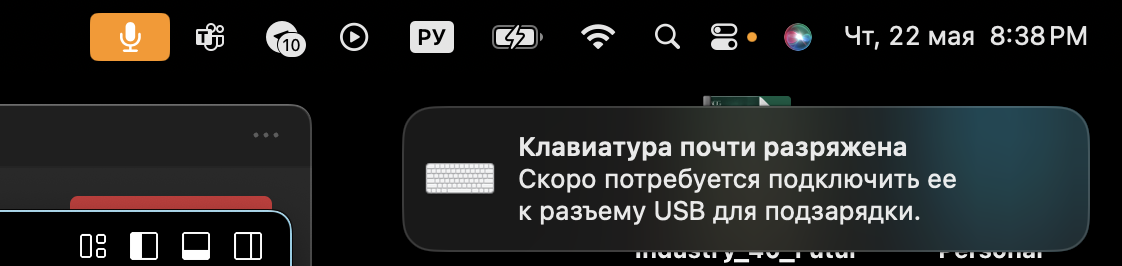 10
РУ
Чт, 22 мая 8:38 PM
Клавиатура почти разряжена
Скоро потребуется подключить ее
к разъему USB для подзарядки.
Personal